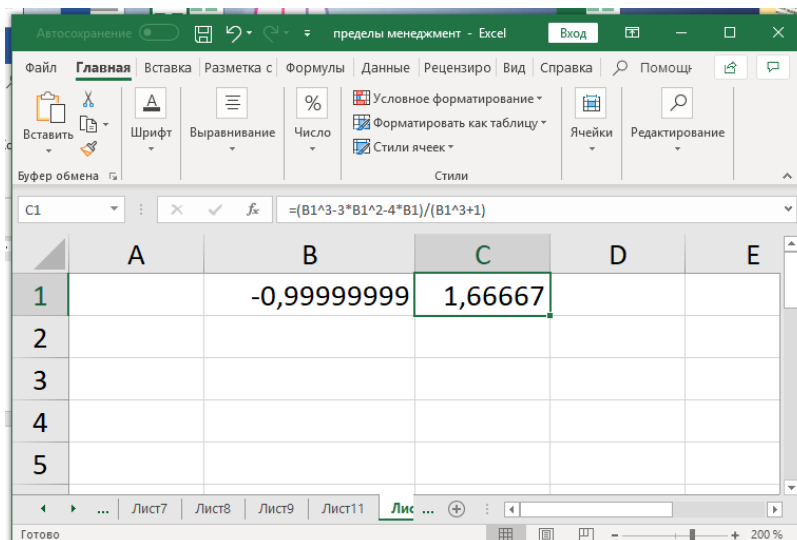 Автосохранение пределы менеджмент - Excel Вход
Файл Главная Вставка Разметка с Формулы Данные Рецензиро Вид Справка Помощь
Вставить Шрифт Выравнивание % Число Условное форматирование Ячейки Редактирование
Форматировать как таблицу
Стили ячеек
Буфер обмена Стили
C1 fx =(B1^3-3*B1^2-4*B1)/(B1^3+1)
A B C D E
1 -0,99999999 1,66667
2
3
4
5
... Лист7 Лист8 Лист9 Лист11 Лис ...
Готово 200 %